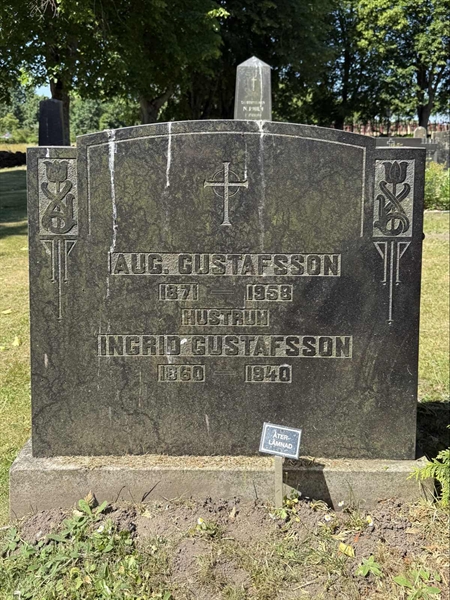 AUG. GUSTAFSSON
1871 — 1958
HUSTRUN
INGRID GUSTAFSSON
1860 — 1940
ÅTER-
LÄMNAD